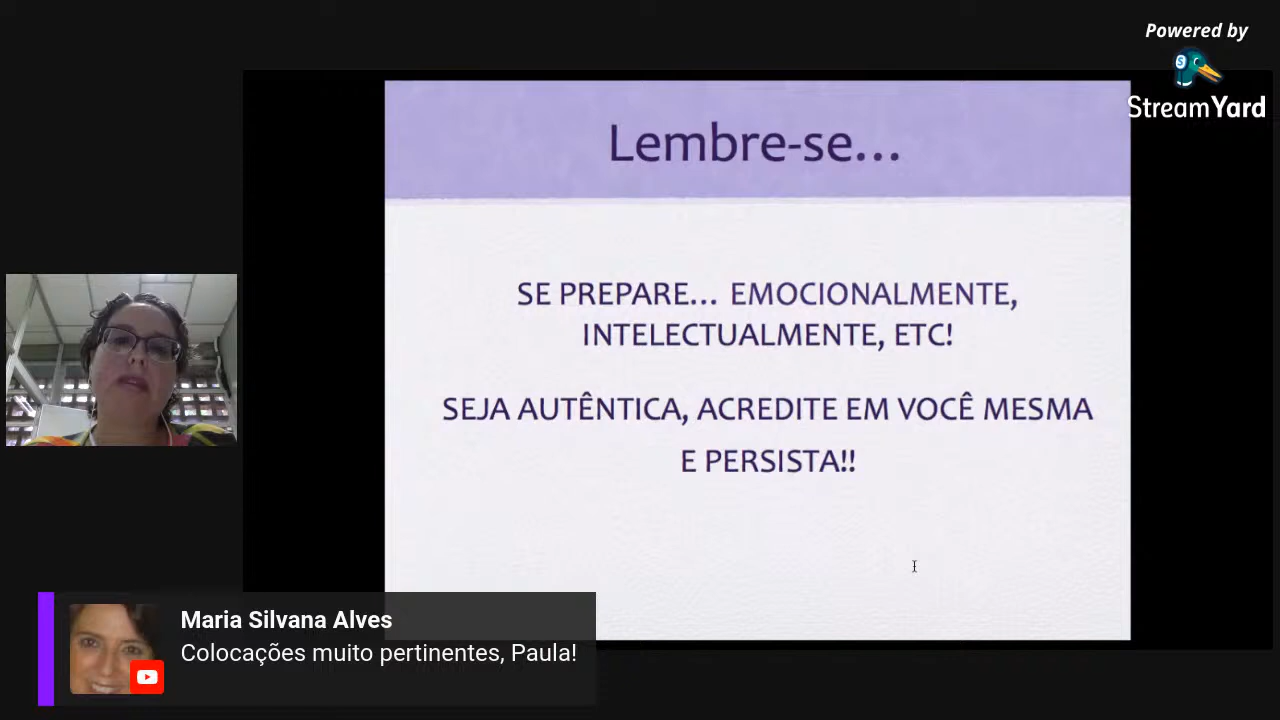 Powered by
StreamYard
Lembre-se...
SE PREPARE... EMOCIONALMENTE,
INTELECTUALMENTE, ETC!
SEJA AUTÊNTICA, ACREDITE EM VOCÊ MESMA
E PERSISTA!!
Maria Silvana Alves
Colocações muito pertinentes, Paula!